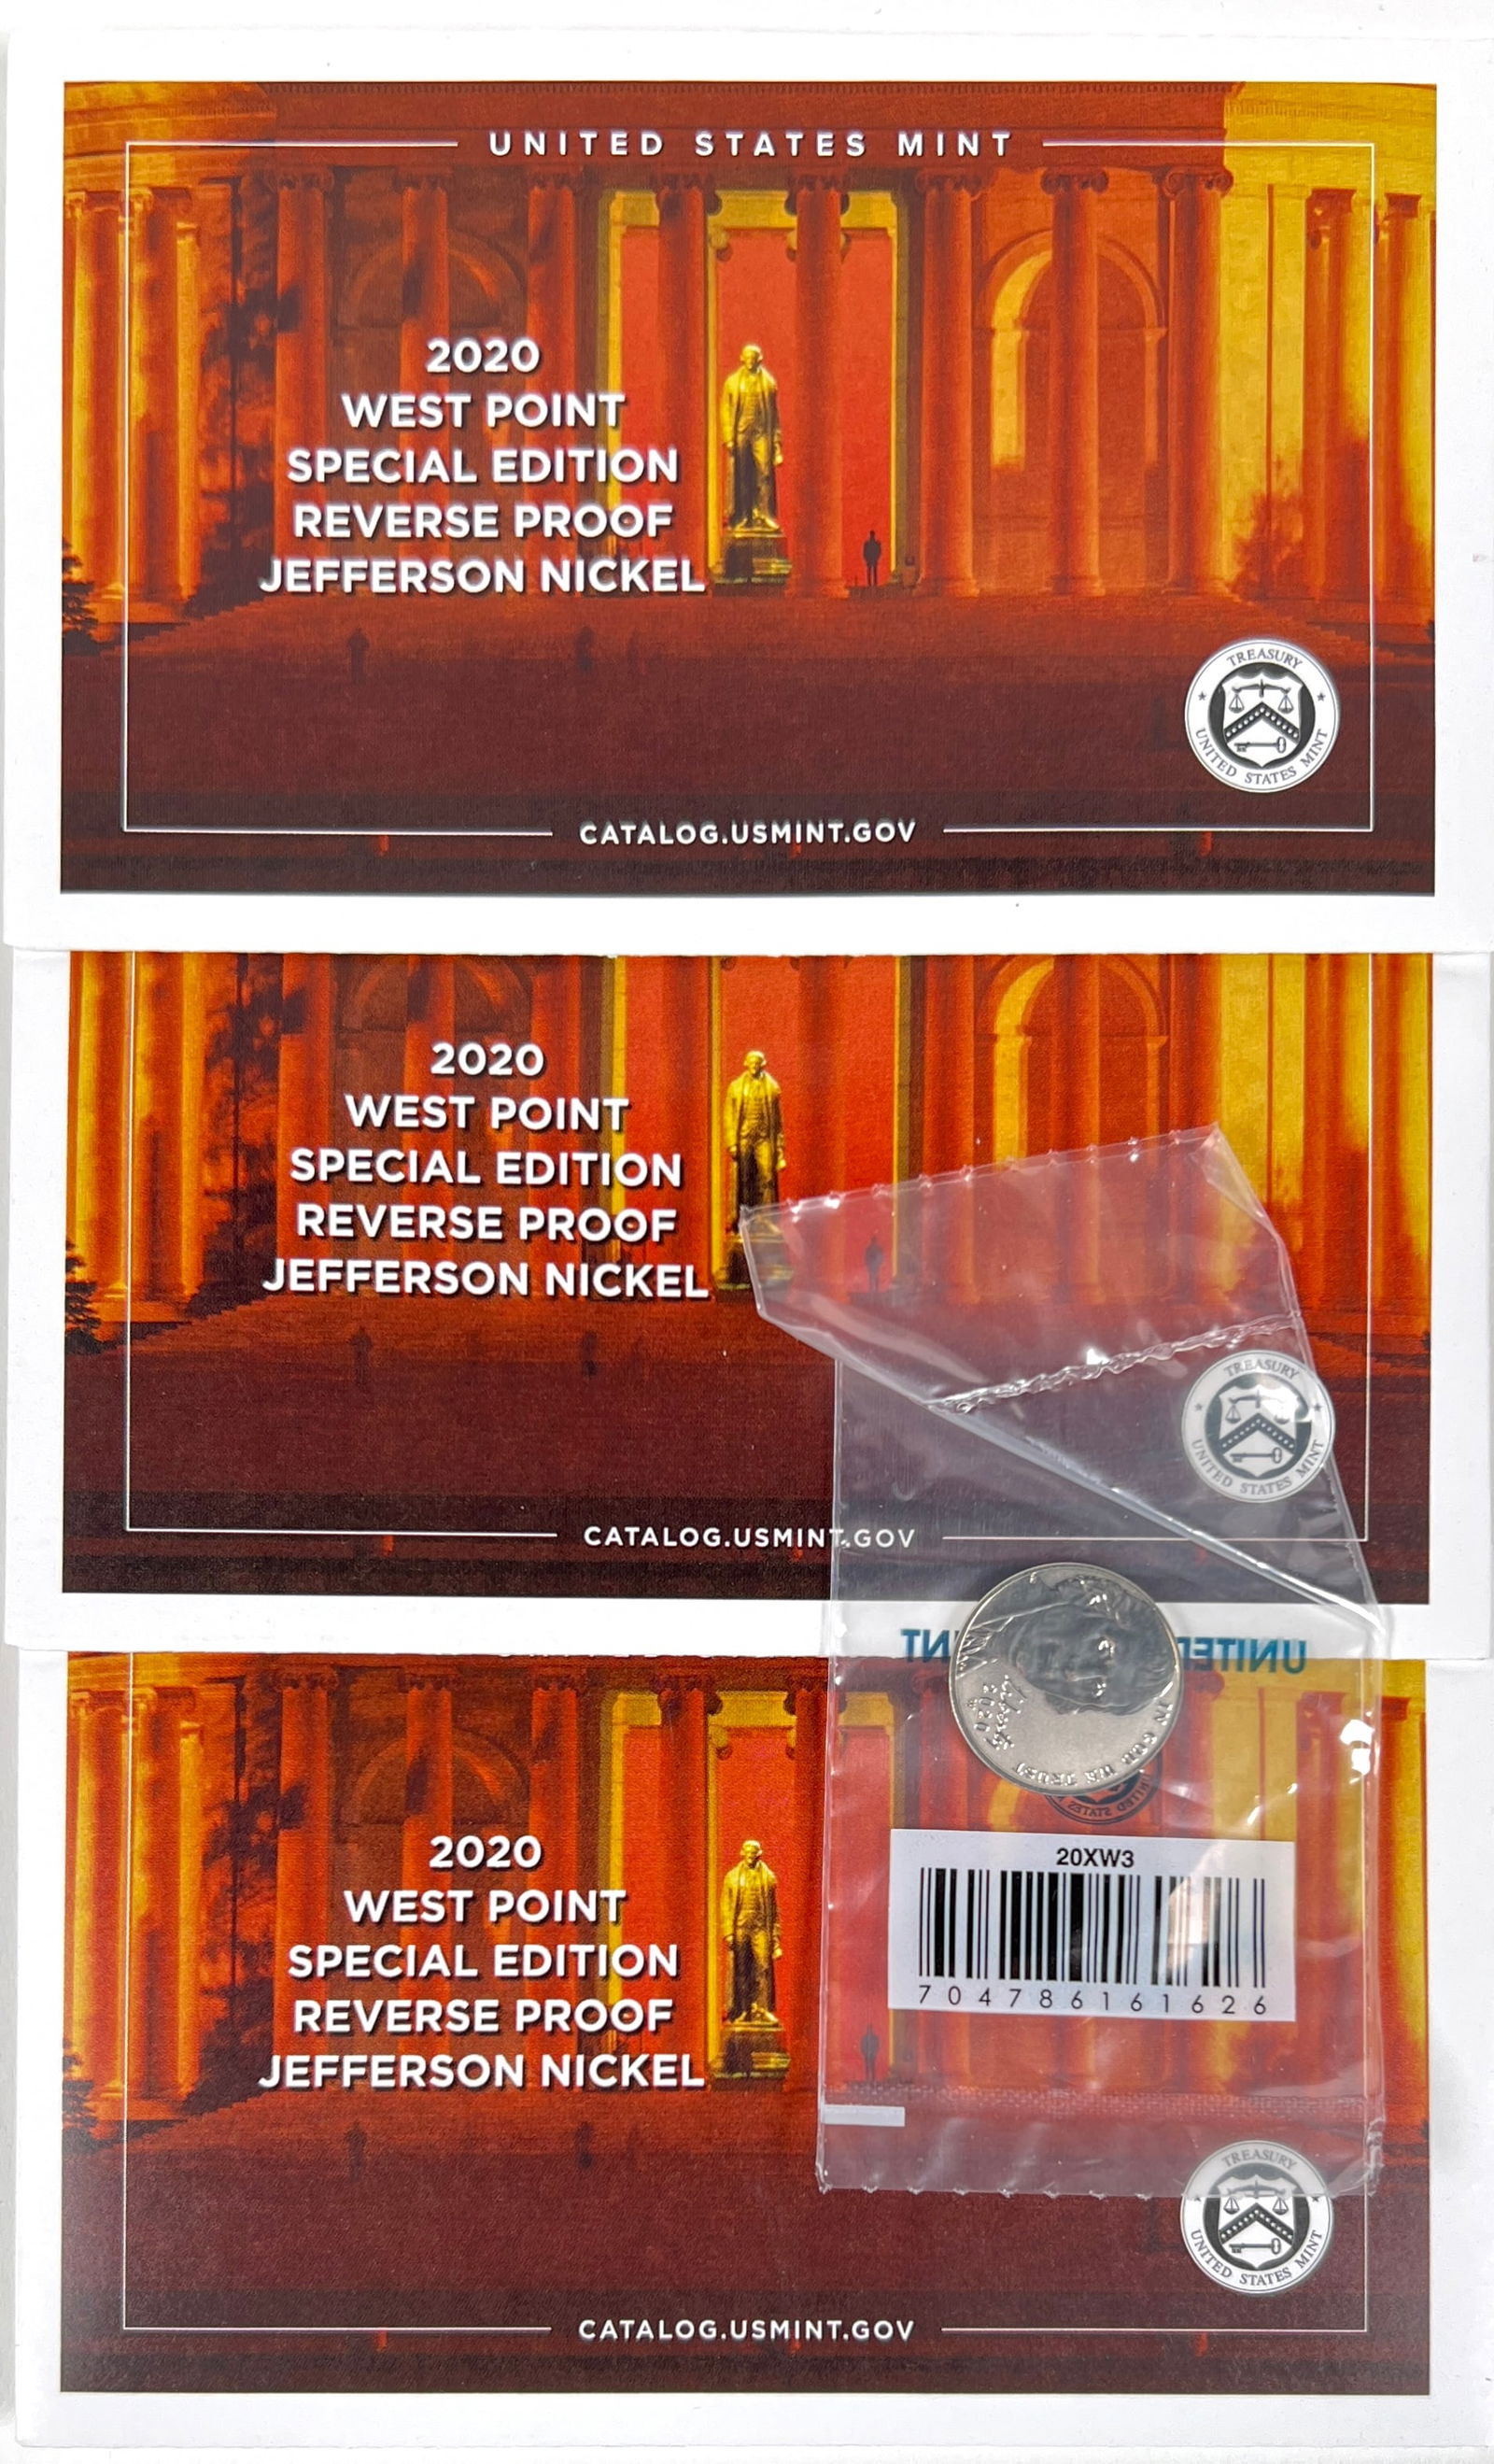 UNITED STATES MINT
2020
WEST POINT
SPECIAL EDITION
REVERSE PROOF
JEFFERSON NICKEL
TREASURY
UNITED STATES MINT
CATALOG.USMINT.GOV
2020
WEST POINT
SPECIAL EDITION
REVERSE PROOF
JEFFERSON NICKEL
TREASURY
UNITED STATES MINT
CATALOG.USMINT.GOV
IN GOD WE TRUST
Liberty
2020
20XW3
704786161626
2020
WEST POINT
SPECIAL EDITION
REVERSE PROOF
JEFFERSON NICKEL
TREASURY
UNITED STATES MINT
CATALOG.USMINT.GOV